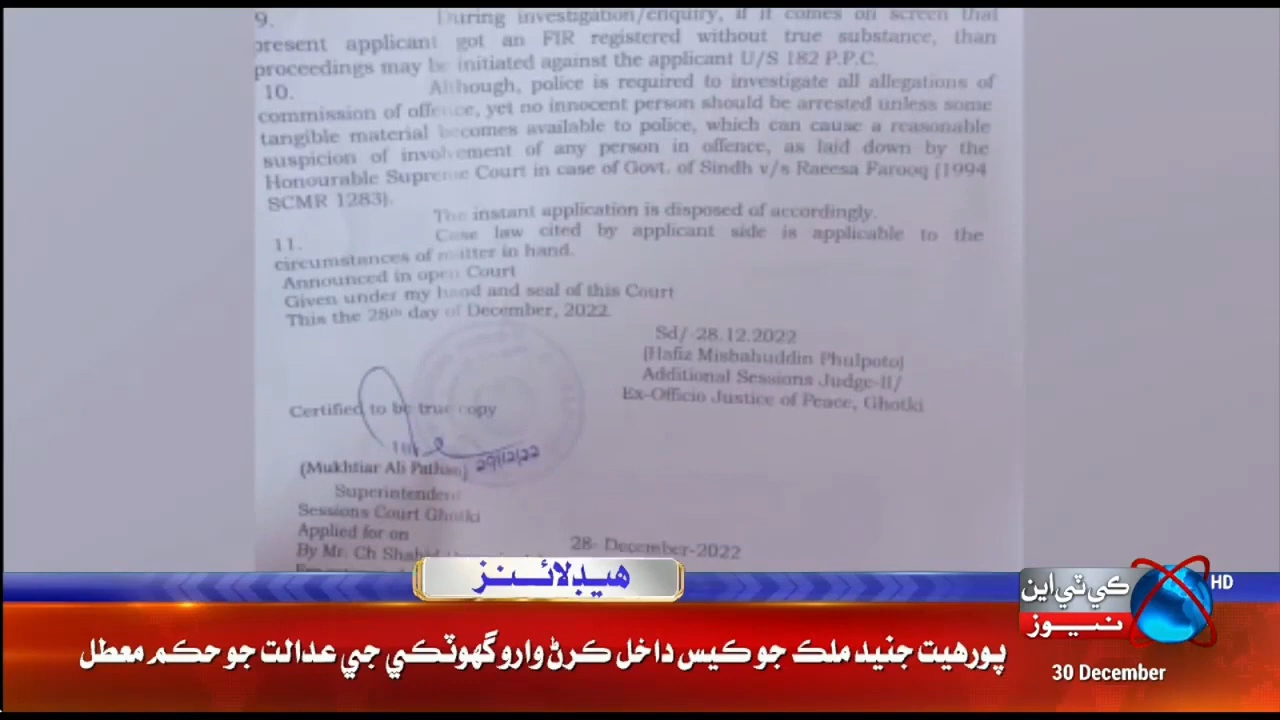 9. During investigation/enquiry, if it comes on screen that
present applicant got an FIR registered without true substance, than
proceedings may be initiated against the applicant U/S 182 P.P.C.
10. Although, police is required to investigate all allegations of
commission of offence, yet no innocent person should be arrested unless some
tangible material becomes available to police, which can cause a reasonable
suspicion of involvement of any person in offence, as laid down by the
Honourable Supreme Court in case of Govt. of Sindh v/s Raeesa Farooq (1994
SCMR 1283).
The instant application is disposed of accordingly.
11. Case law cited by applicant side is applicable to the
circumstances of matter in hand.
Announced in open Court
Given under my hand and seal of this Court
This the 28th day of December, 2022
Sd/-28.12.2022
(Hafiz Misbahuddin Phulpoto)
Additional Sessions Judge-II/
Ex-Officio Justice of Peace, Ghotki
Certified to be true copy
(Mukhtiar Ali Pathan) 29/12/22
Superintendent
Sessions Court Ghotki
Applied for on 28- December-2022
By Mr. Ch Shahid
هيڊلائنز
ڪي ٽي اين
نيوز
HD
پورهيت جنيد ملڪ جو ڪيس داخل ڪرڻ وارو گهوٽڪي جي عدالت جو حڪم معطل
30 December